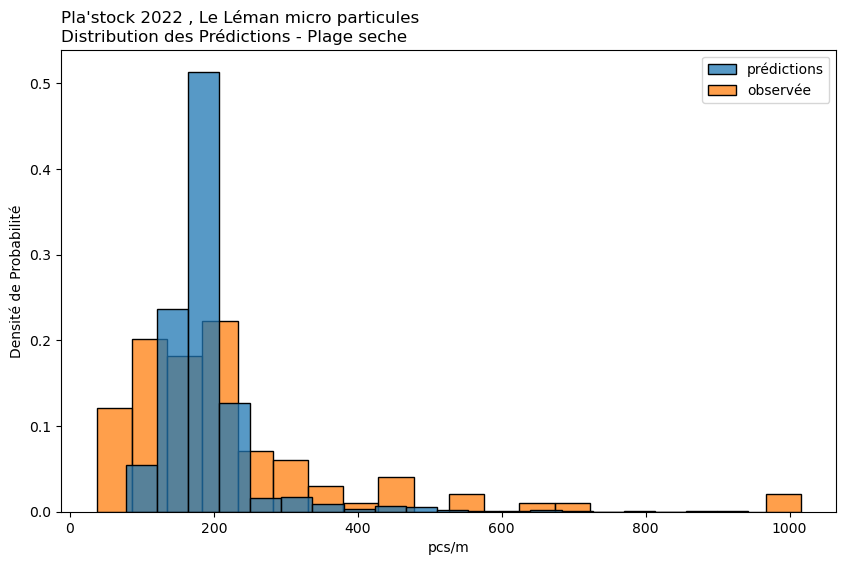 Pla'stock 2022 , Le Léman micro particules
Distribution des Prédictions - Plage seche
prédictions
observée
Densité de Probabilité
0.5
0.4
0.3
0.2
0.1
0.0
0
200
400
600
800
1000
pcs/m